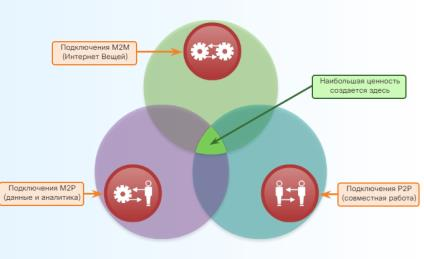 Подключения M2M
(Интернет Вещей)
Наибольшая ценность
создается здесь
Подключения M2P
(данные и аналитика)
Подключения P2P
(совместная работа)